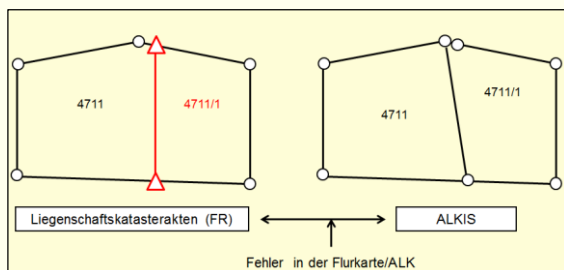 4711
4711/1
4711
4711/1
Liegenschaftskatasterakten (FR)
ALKIS
Fehler in der Flurkarte/ALK